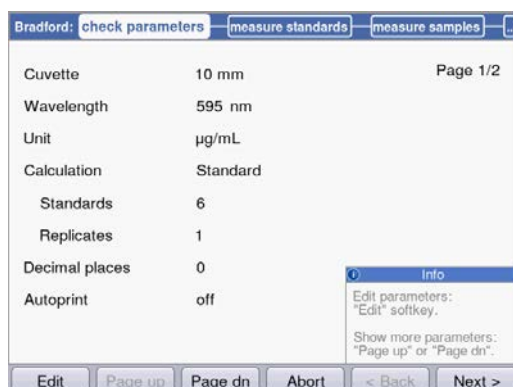 Bradford: check parameters measure standards measure samples ...
Page 1/2
Cuvette 10 mm
Wavelength 595 nm
Unit µg/mL
Calculation Standard
Standards 6
Replicates 1
Decimal places 0
Autoprint off
Info
Edit parameters:
"Edit" softkey.
Show more parameters:
"Page up" or "Page dn".
Edit Page up Page dn Abort < Back Next >